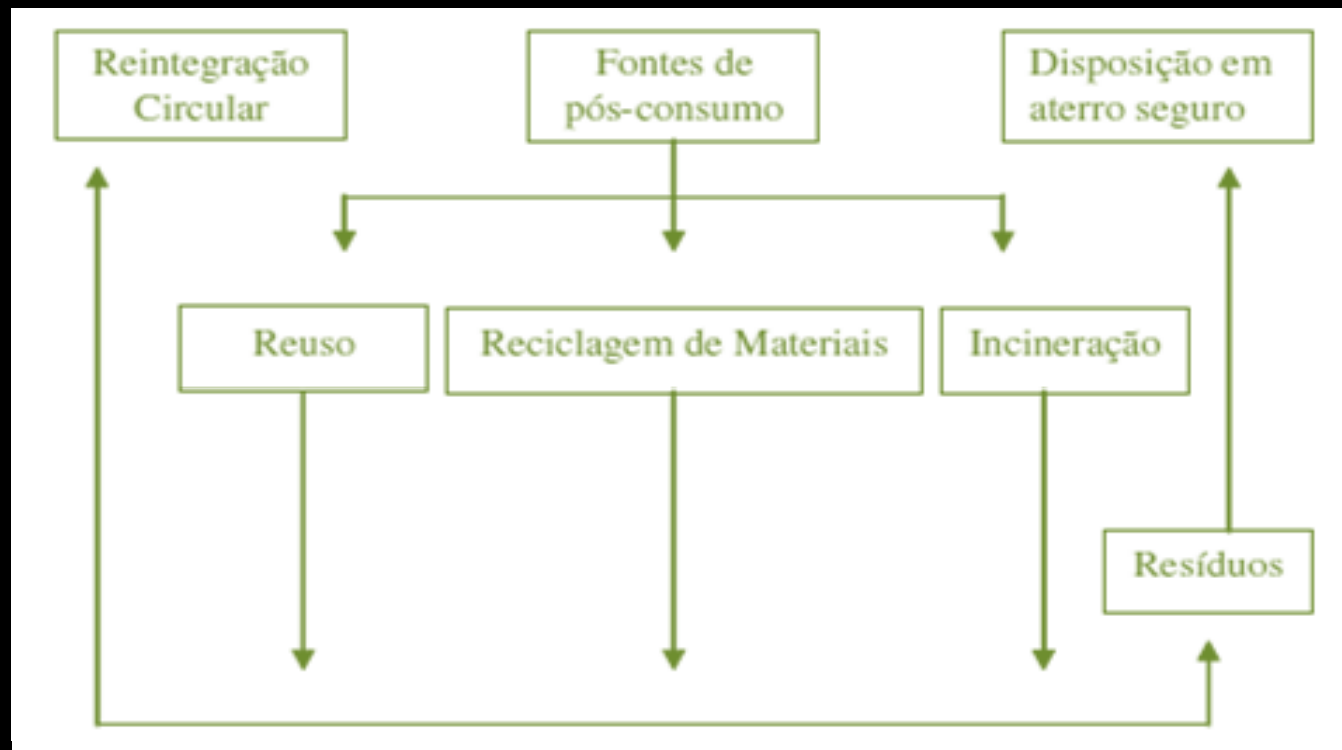 Reintegração
Circular
Fontes de
pós-consumo
Disposição em
aterro seguro
Reuso
Reciclagem de Materiais
Incineração
Resíduos